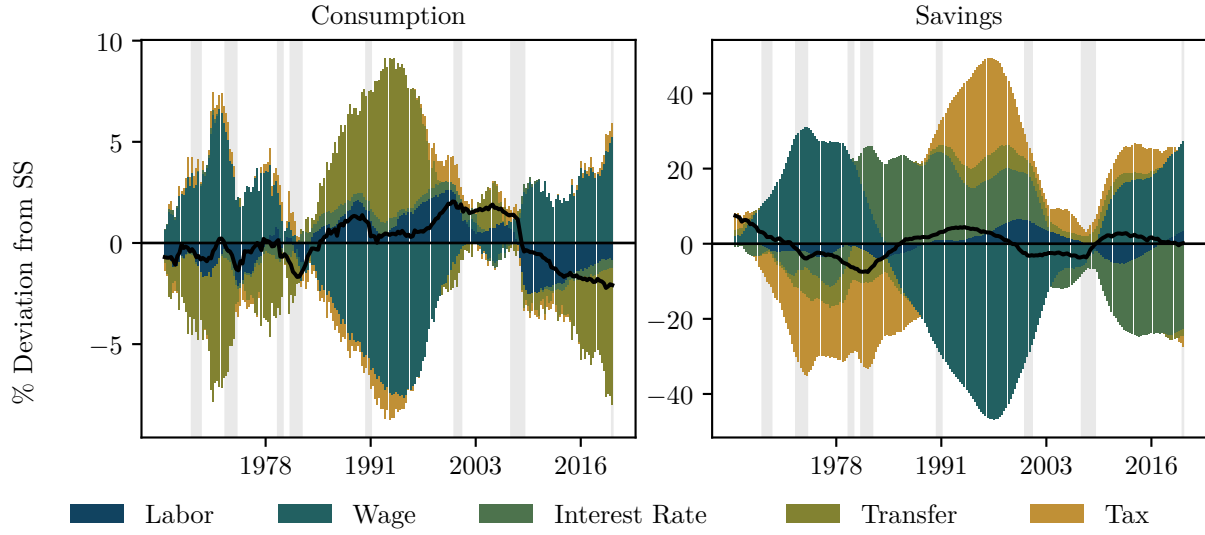 Consumption
Savings
% Deviation from SS
10
5
0
−5
40
20
0
−20
−40
1978
1991
2003
2016
1978
1991
2003
2016
Labor
Wage
Interest Rate
Transfer
Tax